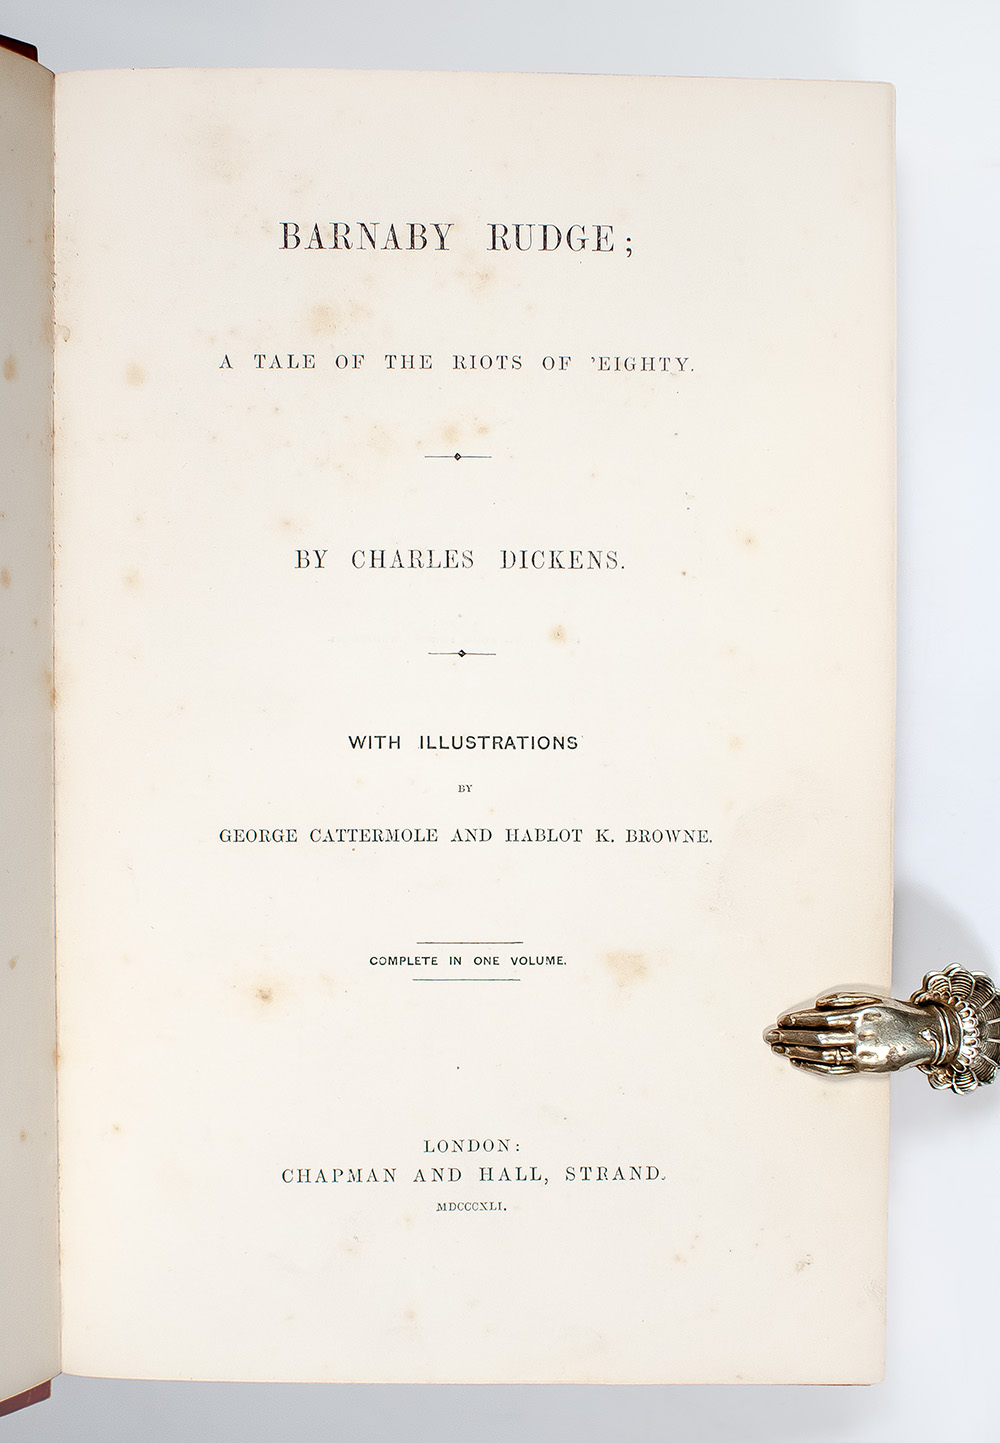 BARNABY RUDGE;
A TALE OF THE RIOTS OF 'EIGHTY.
BY CHARLES DICKENS.
WITH ILLUSTRATIONS
BY
GEORGE CATTERMOLE AND HABLOT K. BROWNE.
COMPLETE IN ONE VOLUME.
LONDON:
CHAPMAN AND HALL, STRAND.
MDCCCXLI.